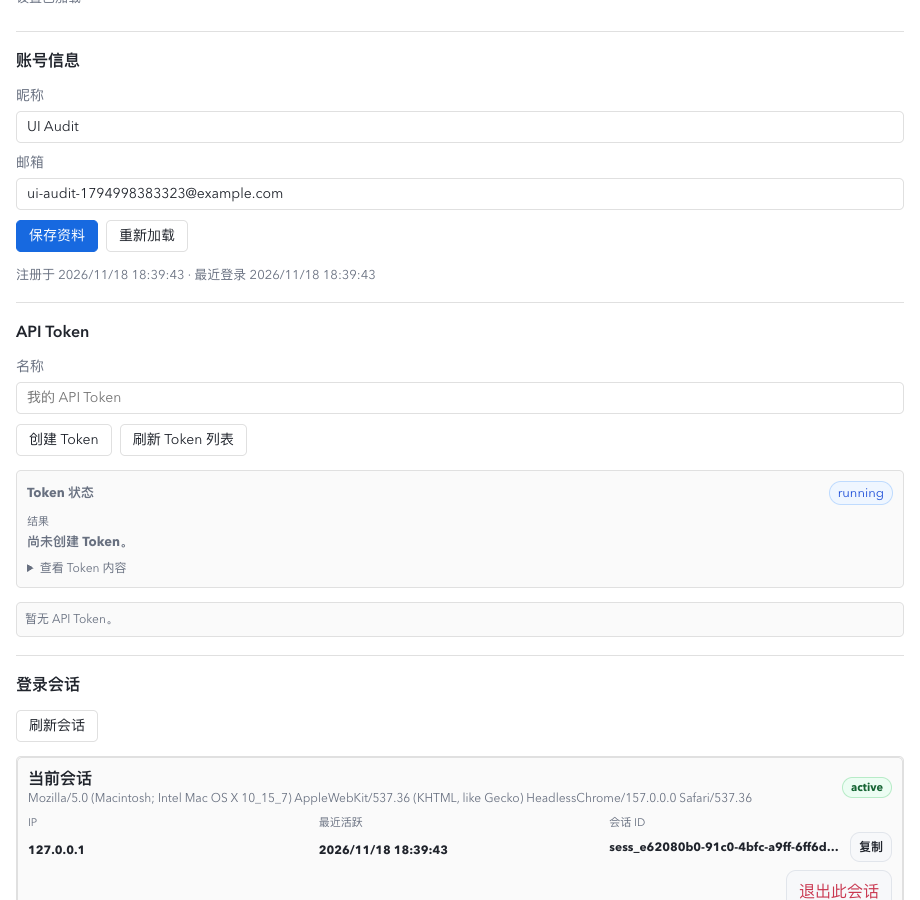 账号信息
昵称
UI Audit
邮箱
ui-audit-1794998383323@example.com
保存资料 重新加载
注册于 2026/11/18 18:39:43 · 最近登录 2026/11/18 18:39:43
API Token
名称
我的 API Token
创建 Token 刷新 Token 列表
Token 状态 running
结果
尚未创建 Token。
查看 Token 内容
暂无 API Token。
登录会话
刷新会话
当前会话
Mozilla/5.0 (Macintosh; Intel Mac OS X 10_15_7) AppleWebKit/537.36 (KHTML, like Gecko) HeadlessChrome/157.0.0.0 Safari/537.36 active
IP 最近活跃 会话 ID
127.0.0.1 2026/11/18 18:39:43 sess_e62080b0-91c0-4bfc-a9ff-6ff6d... 复制
退出此会话